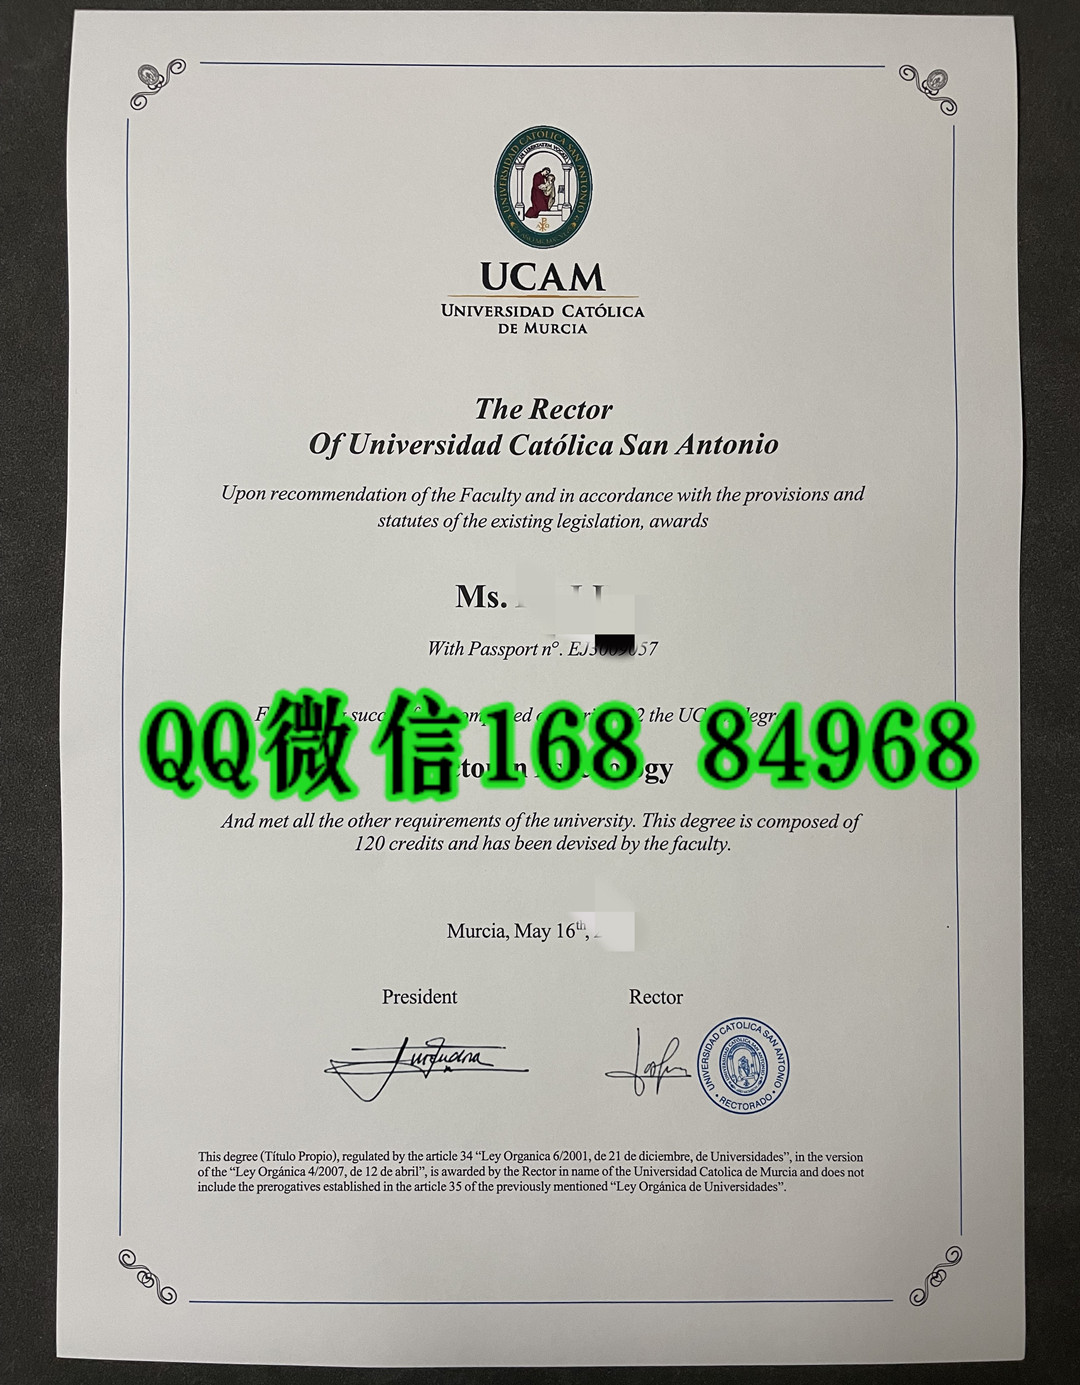 UNIVERSIDAD CATÓLICA SAN ANTONIO
UCAM
UNIVERSIDAD CATÓLICA
DE MURCIA
The Rector
Of Universidad Católica San Antonio
Upon recommendation of the Faculty and in accordance with the provisions and
statutes of the existing legislation, awards
Ms.
With Passport nº.
the
QQ微信168 84968
And met all the other requirements of the university. This degree is composed of
120 credits and has been devised by the faculty.
Murcia, May 16th,
President Rector
UNIVERSIDAD CATOLICA SAN ANTONIO
RECTORADO
This degree (Título Propio), regulated by the article 34 “Ley Organica 6/2001, de 21 de diciembre, de Universidades”, in the version
of the “Ley Orgánica 4/2007, de 12 de abril”, is awarded by the Rector in name of the Universidad Catolica de Murcia and does not
include the prerogatives established in the article 35 of the previously mentioned “Ley Orgánica de Universidades”.